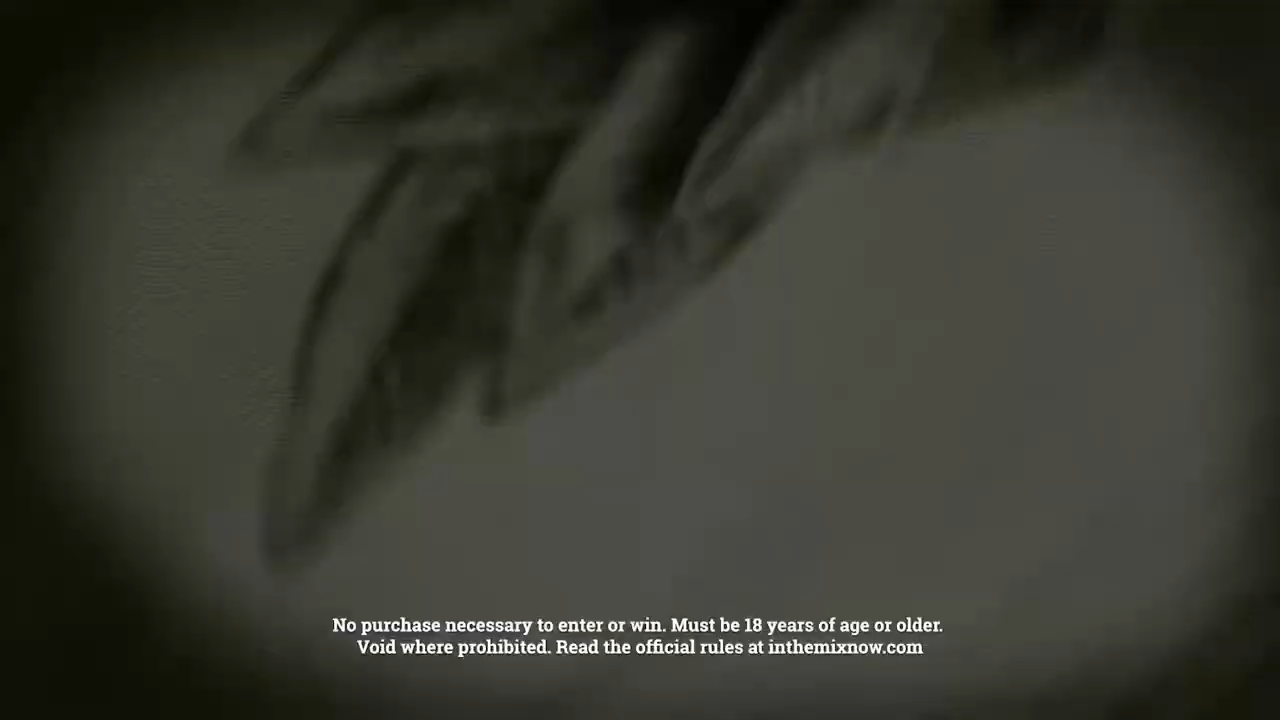 No purchase necessary to enter or win. Must be 18 years of age or older.
Void where prohibited. Read the official rules at inthemixnow.com